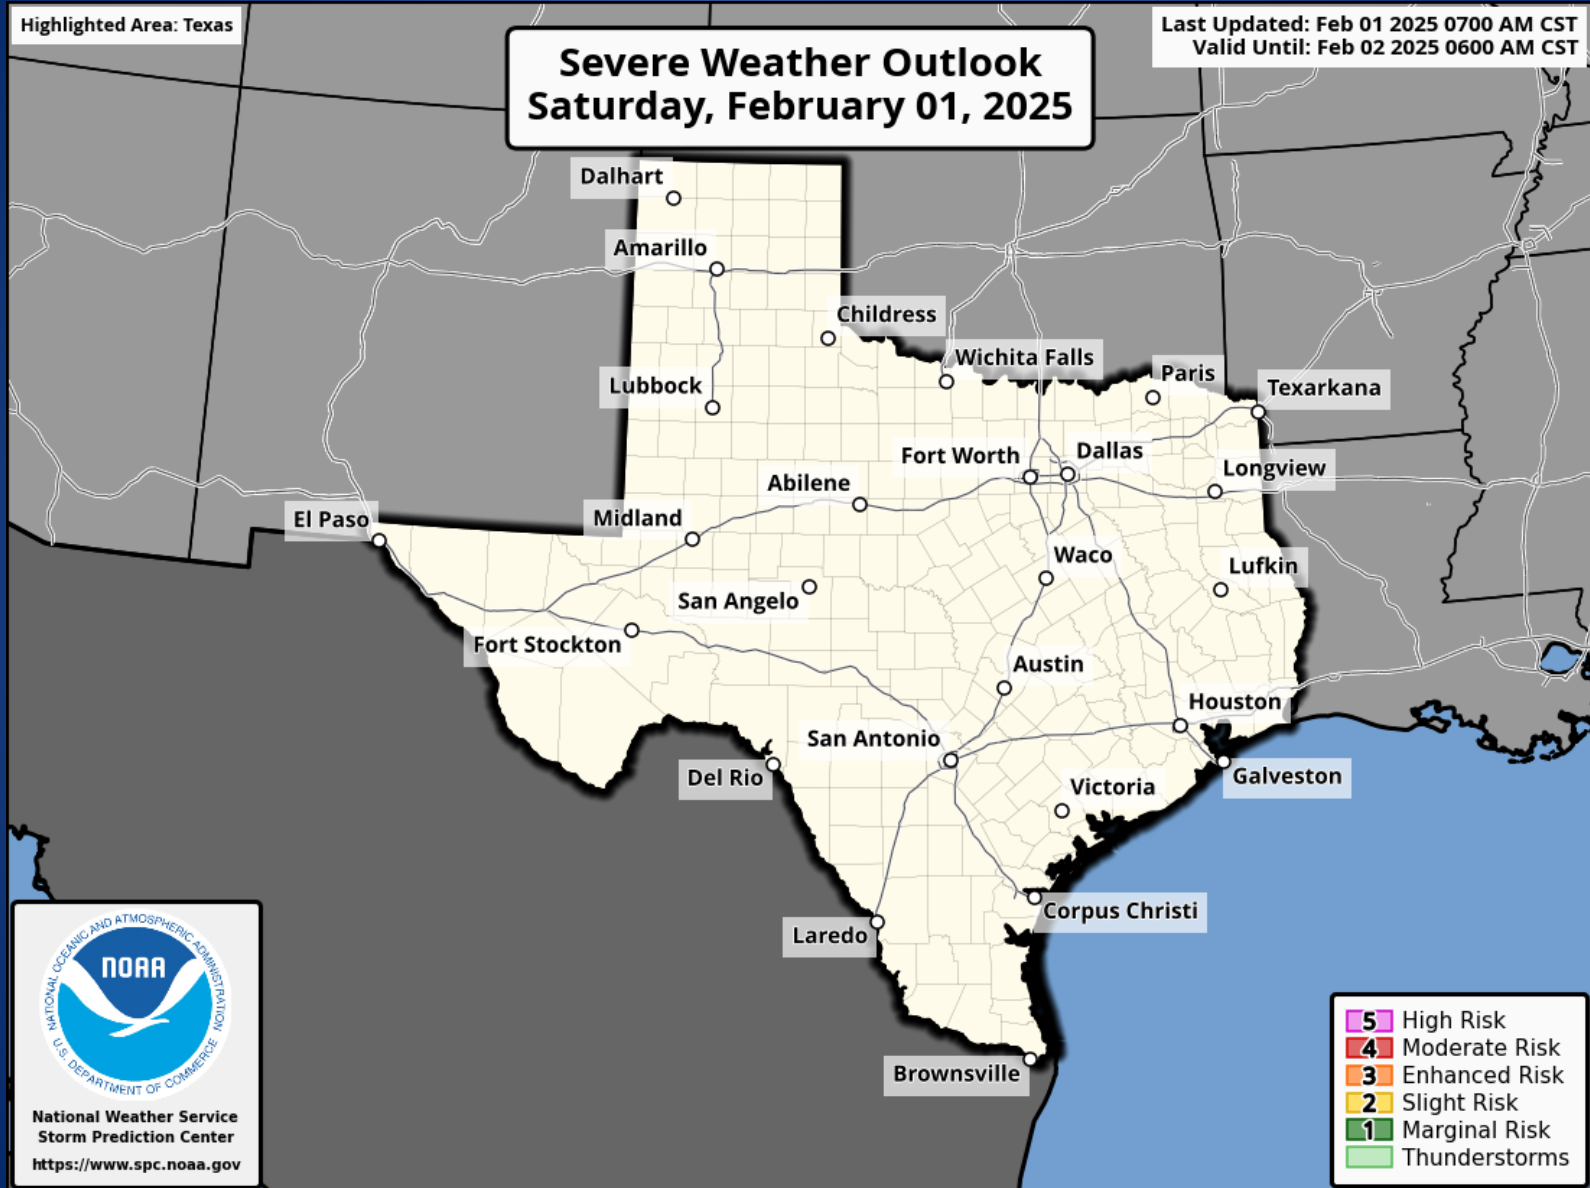 Highlighted Area: Texas
Severe Weather Outlook
Saturday, February 01, 2025
Last Updated: Feb 01 2025 0700 AM CST
Valid Until: Feb 02 2025 0600 AM CST
Dalhart
Amarillo
Childress
Wichita Falls
Paris
Texarkana
Lubbock
Fort Worth
Dallas
Longview
Abilene
El Paso
Midland
Waco
Lufkin
San Angelo
Fort Stockton
Austin
Houston
San Antonio
Del Rio
Galveston
Victoria
Corpus Christi
Laredo
Brownsville
NATIONAL OCEANIC AND ATMOSPHERIC ADMINISTRATION
NOAA
U.S. DEPARTMENT OF COMMERCE
National Weather Service
Storm Prediction Center
https://www.spc.noaa.gov
5 High Risk
4 Moderate Risk
3 Enhanced Risk
2 Slight Risk
1 Marginal Risk
Thunderstorms